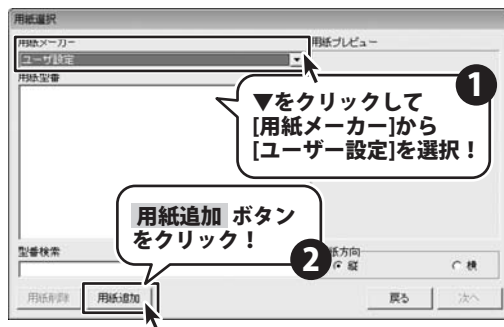 用紙選択
用紙メーカー
用紙プレビュー
ユーザ設定
用紙型番
1
▼をクリックして
[用紙メーカー]から
[ユーザー設定]を選択！
用紙追加 ボタン
をクリック！
2
型番検索
紙方向
縦
横
用紙削除
用紙追加
戻る
次へ